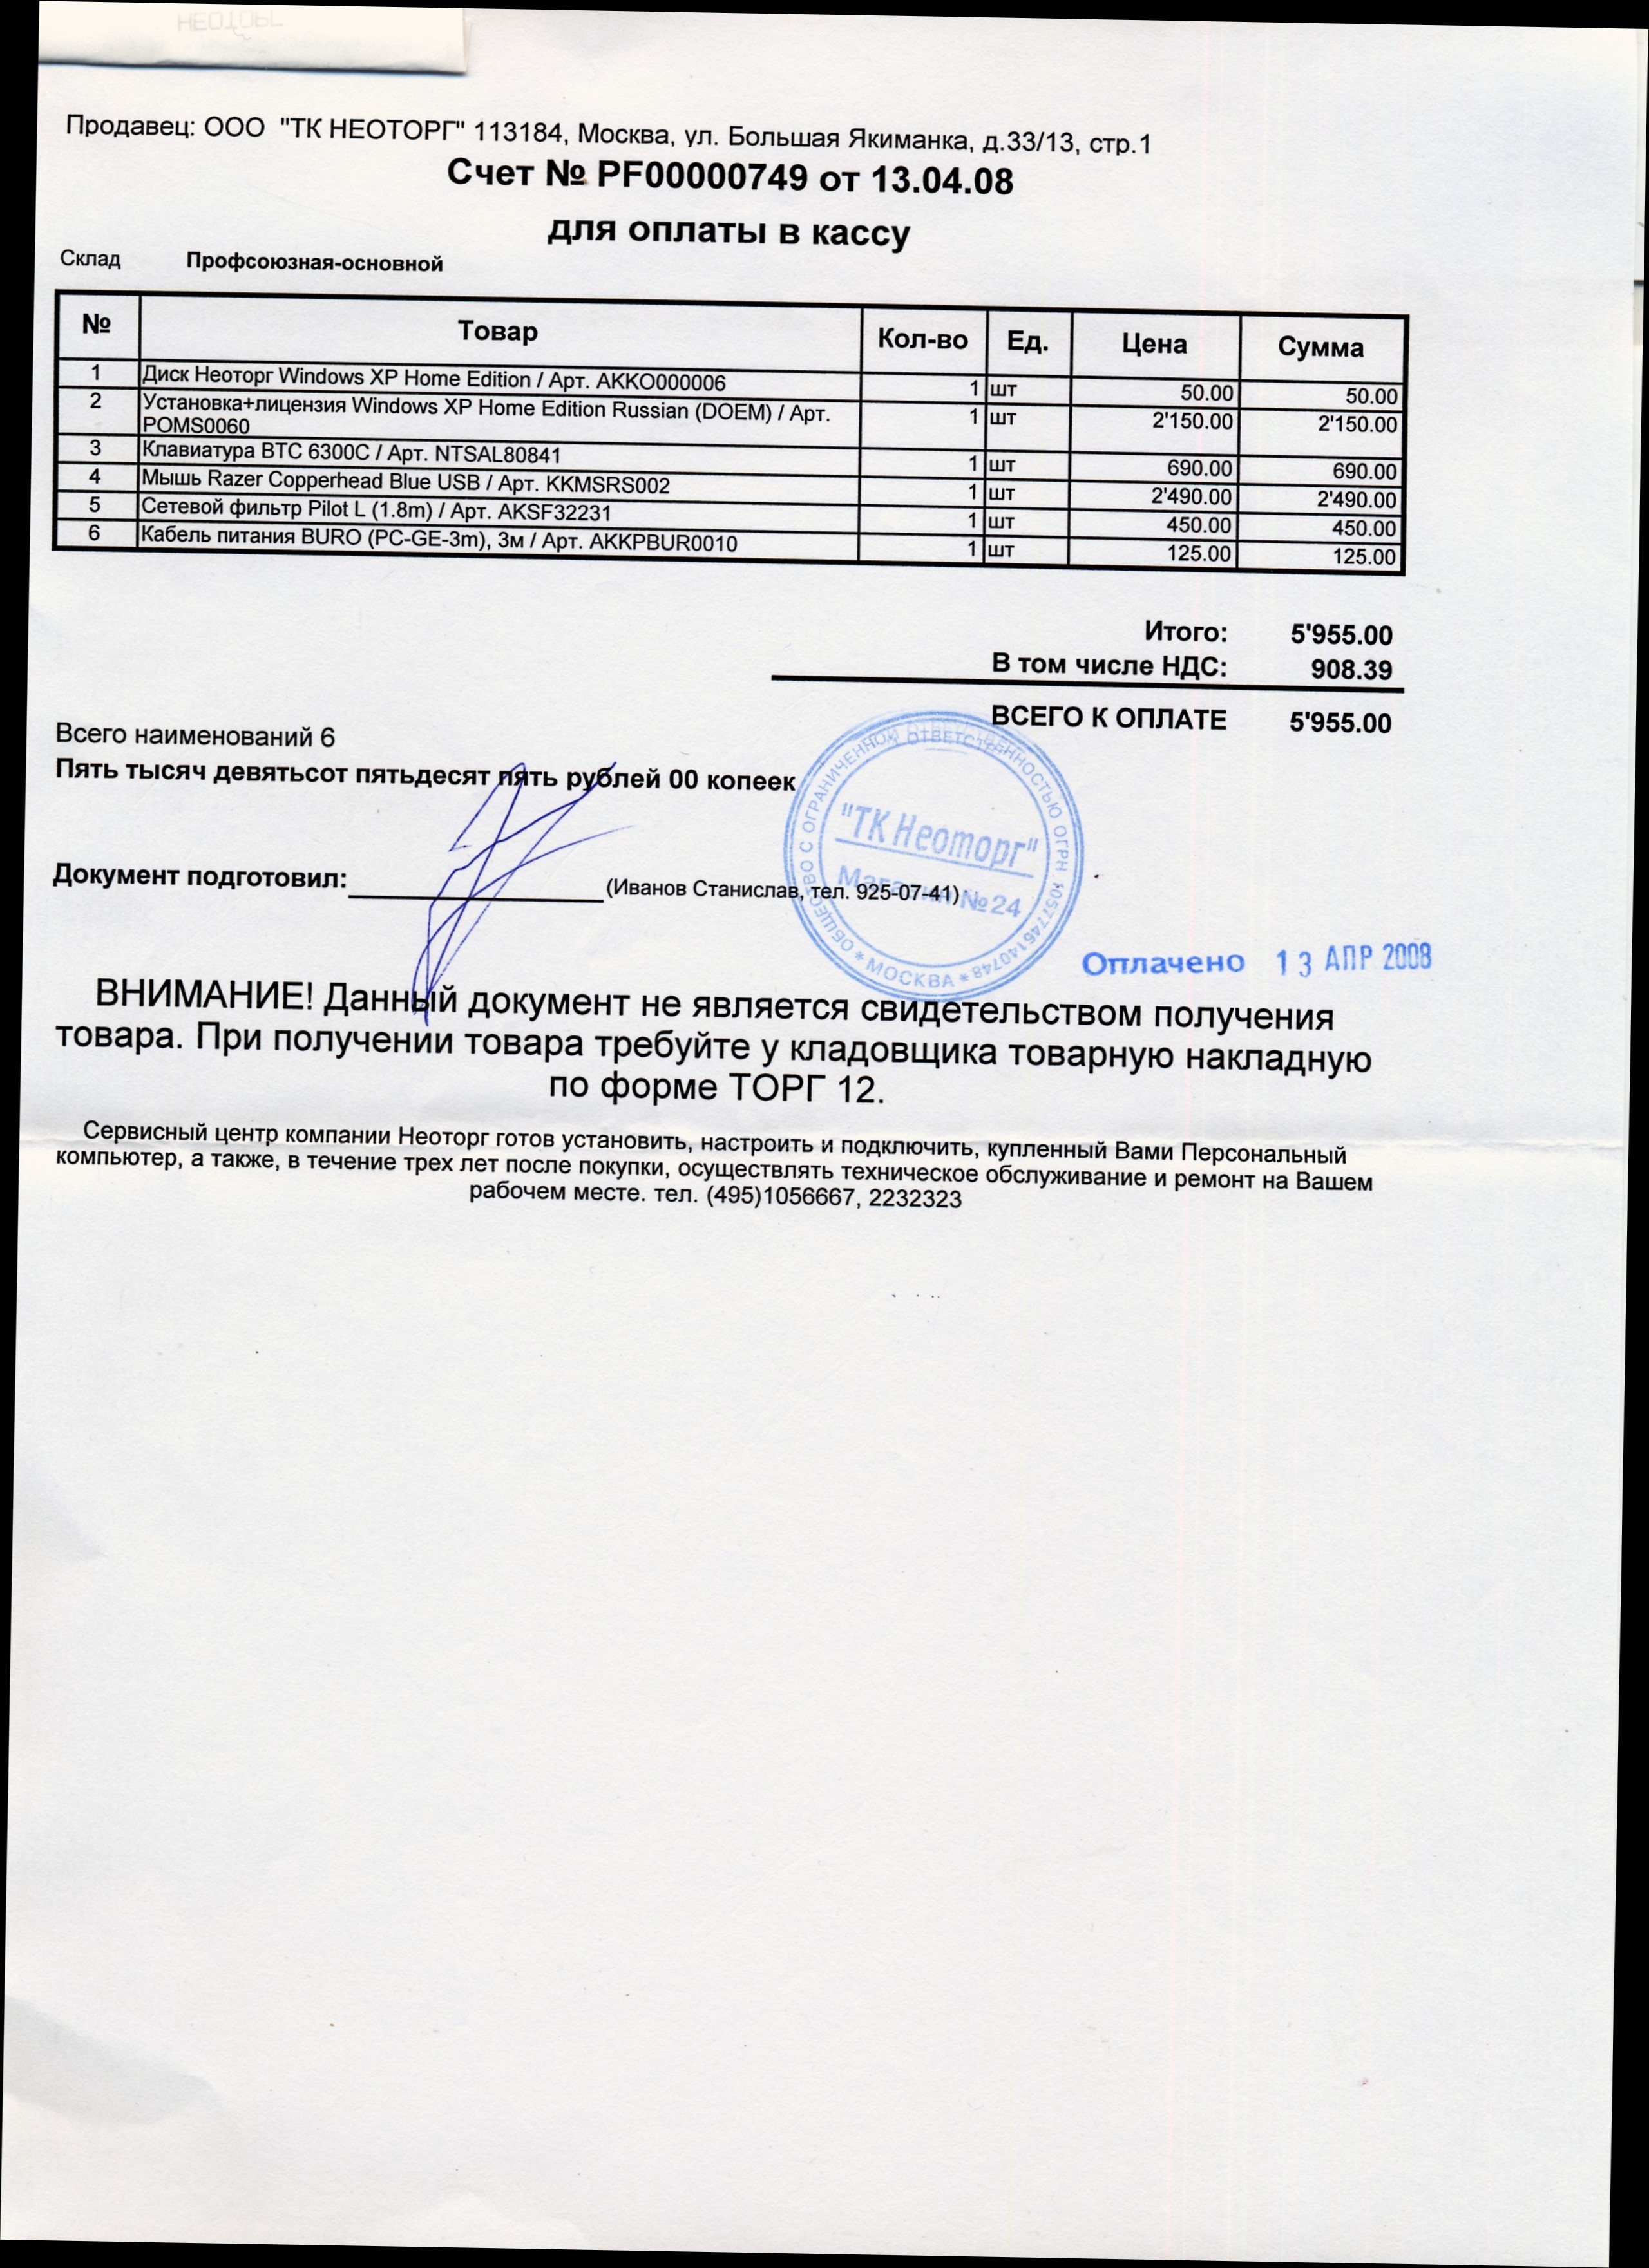 Продавец: ООО "ТК НЕОТОРГ" 113184, Москва, ул. Большая Якиманка, д.33/13, стр.1
Счет № PF00000749 от 13.04.08
для оплаты в кассу
Склад Профсоюзная-основной
№ Товар Кол-во Ед. Цена Сумма
1 Диск Неоторг Windows XP Home Edition / Арт. AKKO000006 1 шт 50.00 50.00
2 Установка+лицензия Windows XP Home Edition Russian (DOEM) / Арт. 1 шт 2'150.00 2'150.00
POMS0060
3 Клавиатура BTC 6300C / Арт. NTSAL80841 1 шт 690.00 690.00
4 Мышь Razer Copperhead Blue USB / Арт. KKMSRS002 1 шт 2'490.00 2'490.00
5 Сетевой фильтр Pilot L (1.8m) / Арт. AKSF32231 1 шт 450.00 450.00
6 Кабель питания BURO (PC-GE-3m), 3м / Арт. AKKPBUR0010 1 шт 125.00 125.00
Итого: 5'955.00
В том числе НДС: 908.39
ВСЕГО К ОПЛАТЕ 5'955.00
Всего наименований 6
Пять тысяч девятьсот пятьдесят пять рублей 00 копеек
ОБЩЕСТВО С ОГРАНИЧЕННОЙ ОТВЕТСТВЕННОСТЬЮ ОГРН 1057746140748 * МОСКВА *
"ТК Неоторг"
Магазин №24
Документ подготовил: (Иванов Станислав, тел. 925-07-41)
Оплачено 13 АПР 2008
ВНИМАНИЕ! Данный документ не является свидетельством получения
товара. При получении товара требуйте у кладовщика товарную накладную
по форме ТОРГ 12.
Сервисный центр компании Неоторг готов установить, настроить и подключить, купленный Вами Персональный
компьютер, а также, в течение трех лет после покупки, осуществлять техническое обслуживание и ремонт на Вашем
рабочем месте. тел. (495)1056667, 2232323